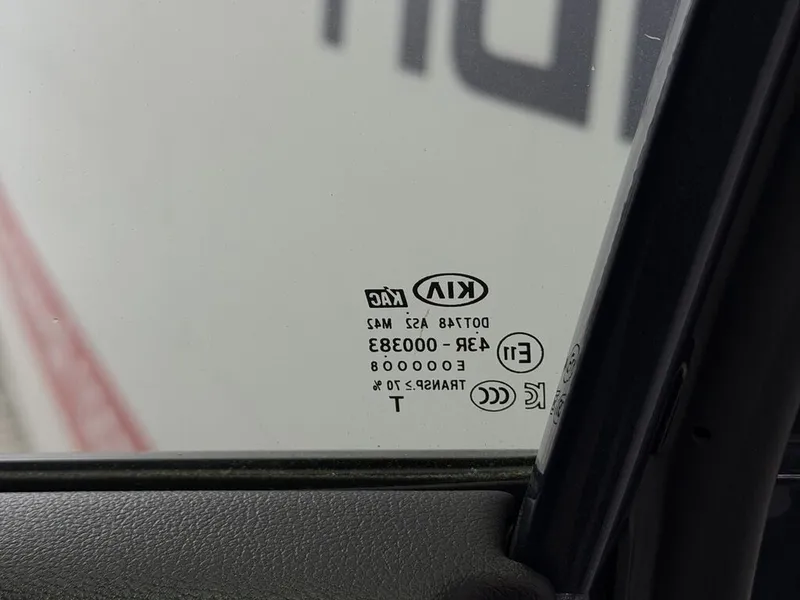 KIA KAC
DOT748 AS2 M42
E11 43R - 000383
E000008
TRANSP.≥ 70 %
CCC T